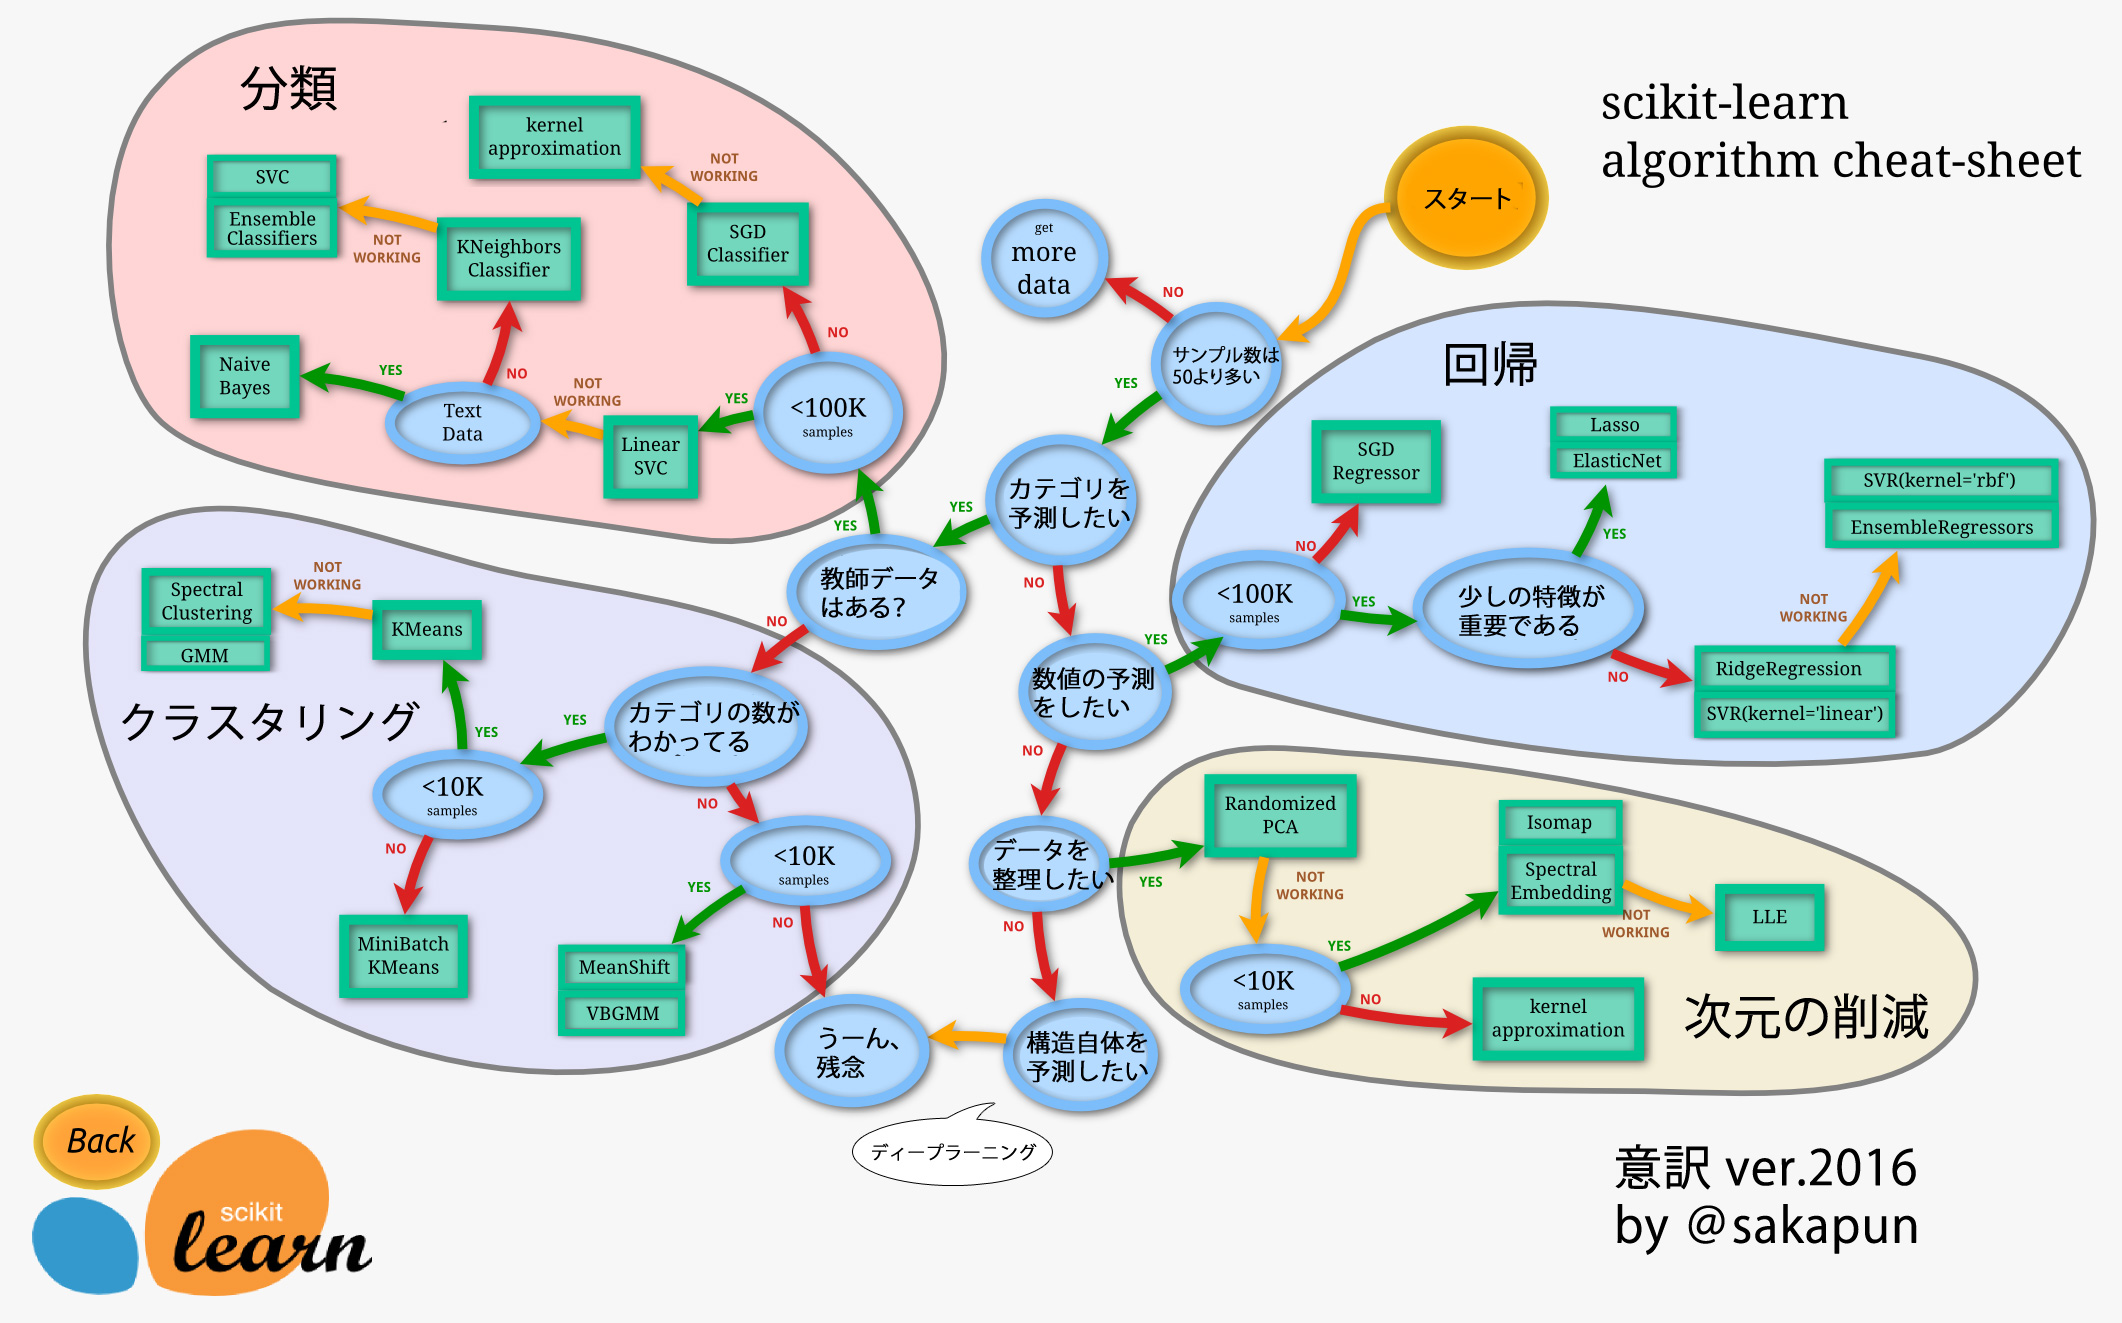 scikit-learn
algorithm cheat-sheet
スタート
get
more
data
NO
サンプル数は
50より多い
YES
カテゴリを
予測したい
YES
NO
教師データ
はある?
YES
NO
数値の予測
をしたい
YES
NO
データを
整理したい
YES
NO
構造自体を
予測したい
うーん、
残念
ディープラーニング
分類
kernel
approximation
NOT
WORKING
SVC
Ensemble
Classifiers
NOT
WORKING
KNeighbors
Classifier
SGD
Classifier
NO
Naive
Bayes
YES
NO
Text
Data
NOT
WORKING
Linear
SVC
YES
<100K
samples
回帰
SGD
Regressor
Lasso
ElasticNet
SVR(kernel='rbf')
EnsembleRegressors
NO
YES
<100K
samples
YES
少しの特徴が
重要である
NOT
WORKING
NO
RidgeRegression
SVR(kernel='linear')
クラスタリング
Spectral
Clustering
GMM
NOT
WORKING
KMeans
YES
YES
カテゴリの数が
わかってる
<10K
samples
NO
NO
<10K
samples
YES
NO
MiniBatch
KMeans
MeanShift
VBGMM
次元の削減
Randomized
PCA
NOT
WORKING
Isomap
Spectral
Embedding
NOT
WORKING
LLE
YES
<10K
samples
NO
kernel
approximation
Back
scikit
learn
意訳 ver.2016
by @sakapun